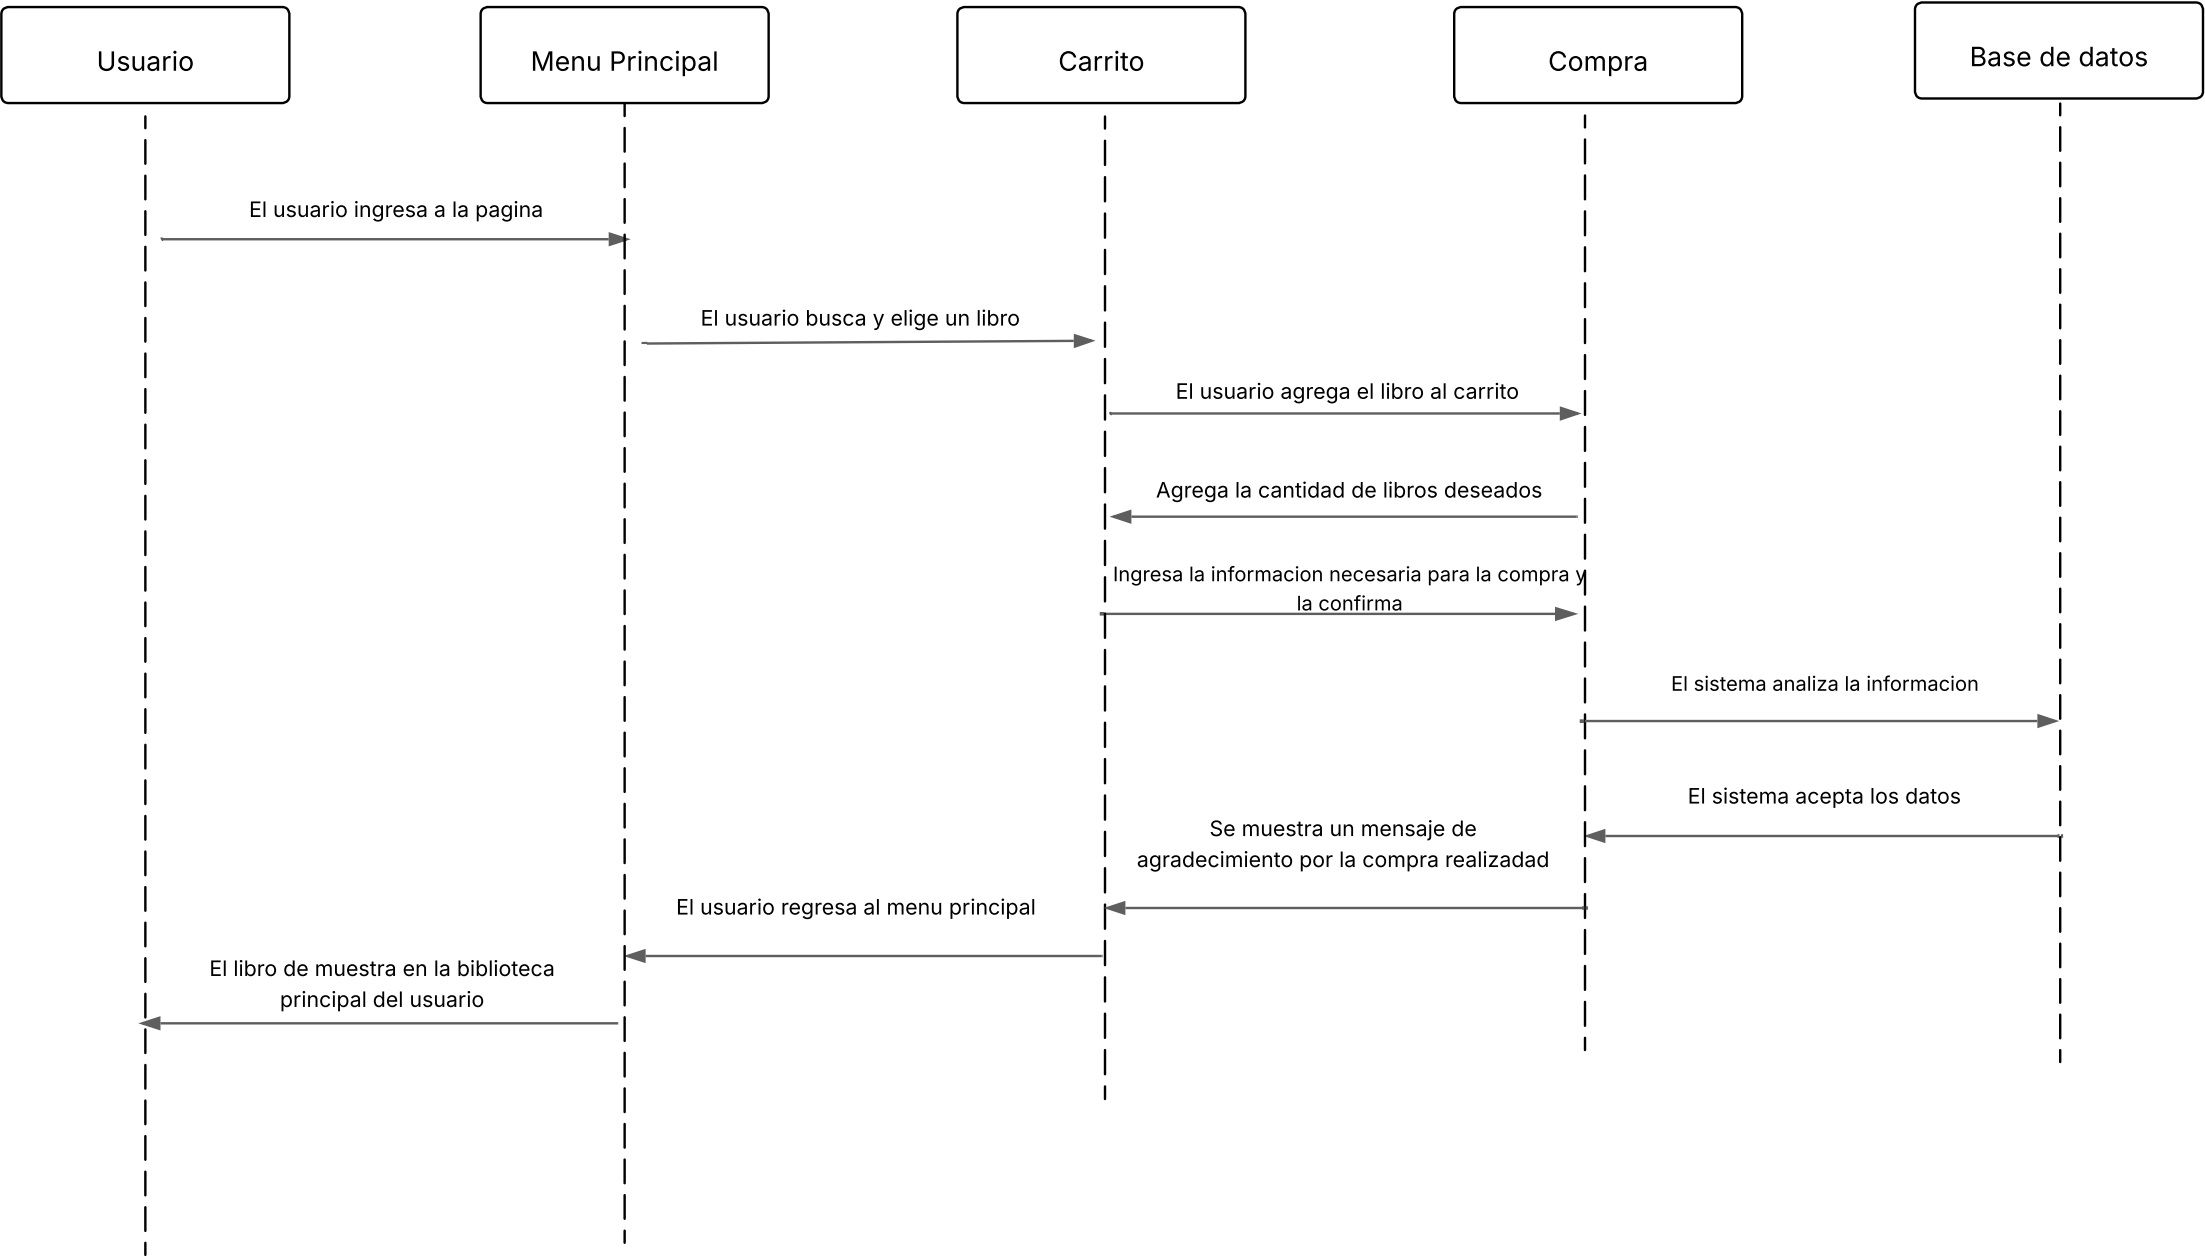 Usuario
Menu Principal
Carrito
Compra
Base de datos
El usuario ingresa a la pagina
El usuario busca y elige un libro
El usuario agrega el libro al carrito
Agrega la cantidad de libros deseados
Ingresa la informacion necesaria para la compra y
la confirma
El sistema analiza la informacion
El sistema acepta los datos
Se muestra un mensaje de
agradecimiento por la compra realizadad
El usuario regresa al menu principal
El libro de muestra en la biblioteca
principal del usuario